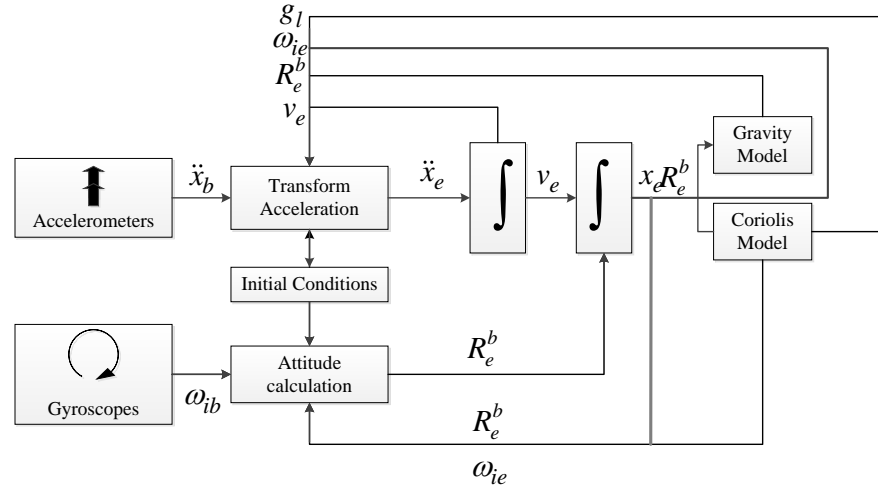 g_l
ω_ie
R_e^b
v_e
Accelerometers
ẍ_b
Transform
Acceleration
ẍ_e
∫
v_e
∫
x_e R_e^b
Gravity
Model
Coriolis
Model
Initial Conditions
Gyroscopes
ω_ib
Attitude
calculation
R_e^b
R_e^b
ω_ie